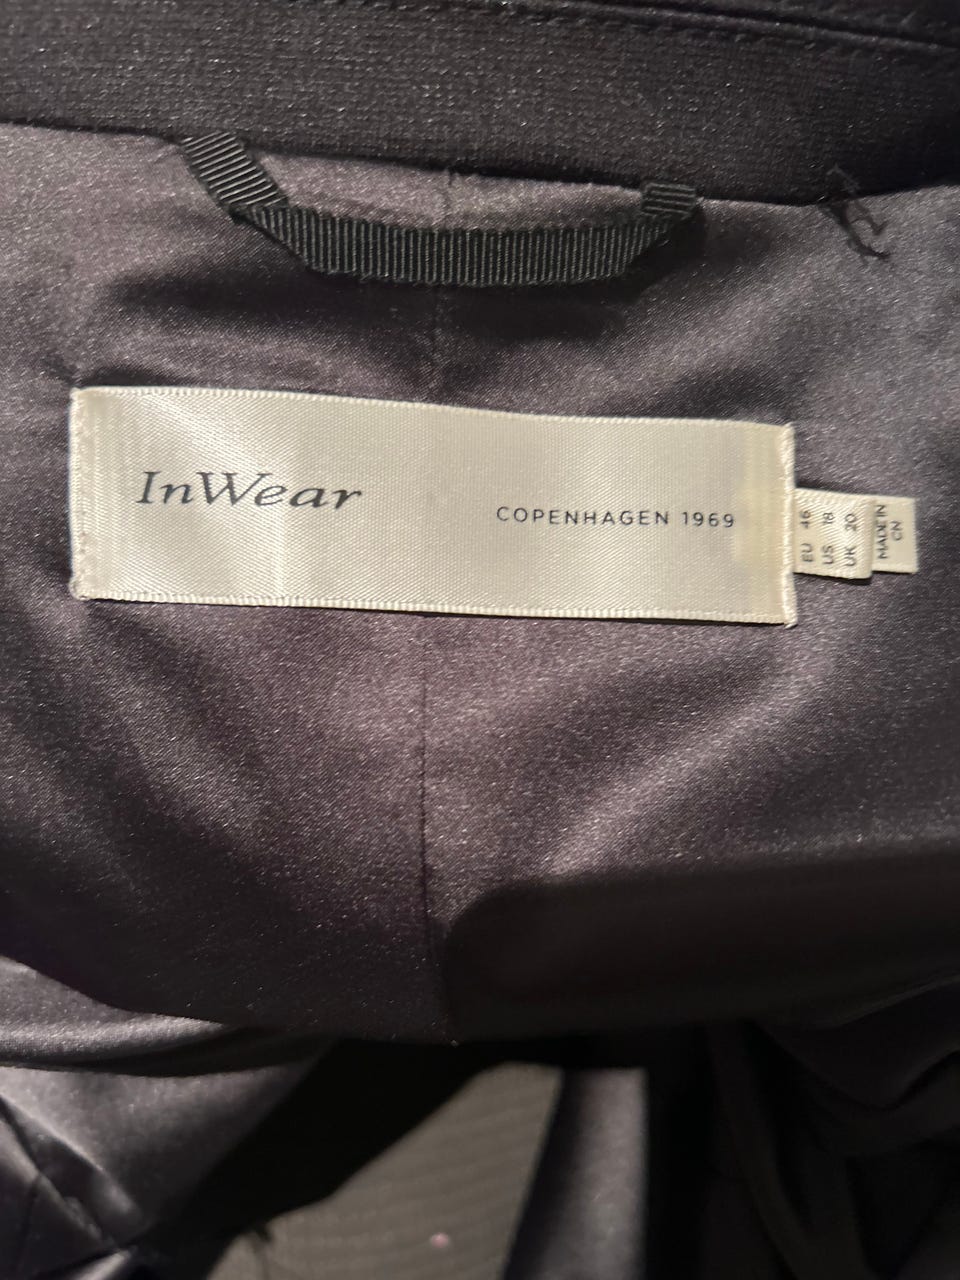 InWear
COPENHAGEN 1969
EU 46
US 18
UK 20
MADE IN
CN